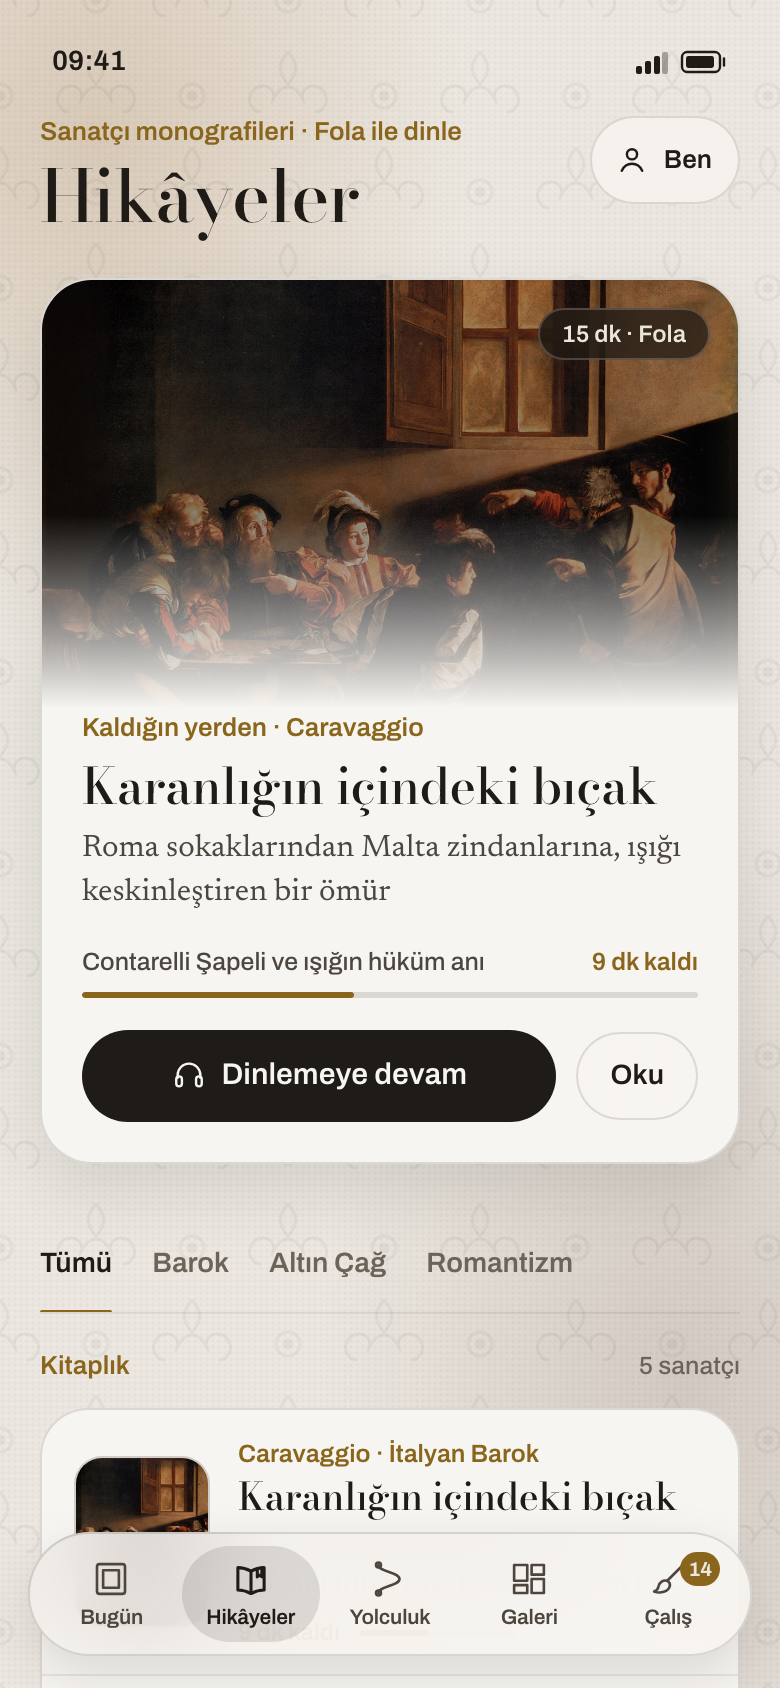 09:41
Sanatçı monografileri · Fola ile dinle
Hikâyeler
Ben
15 dk · Fola
Kaldığın yerden · Caravaggio
Karanlığın içindeki bıçak
Roma sokaklarından Malta zindanlarına, ışığı
keskinleştiren bir ömür
Contarelli Şapeli ve ışığın hüküm anı
9 dk kaldı
Dinlemeye devam
Oku
Tümü
Barok
Altın Çağ
Romantizm
Kitaplık
5 sanatçı
Caravaggio · İtalyan Barok
Karanlığın içindeki bıçak
9 dk kaldı
Bugün
Hikâyeler
Yolculuk
Galeri
14
Çalış